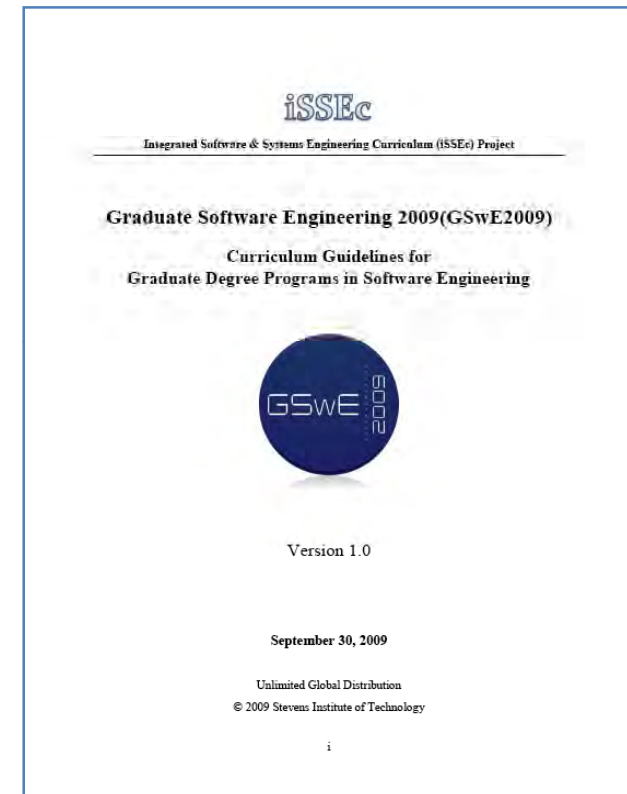 iSSEc
Integrated Software & Systems Engineering Curriculum (iSSEc) Project
Graduate Software Engineering 2009(GSwE2009)
Curriculum Guidelines for
Graduate Degree Programs in Software Engineering
GSwE 2009
Version 1.0
September 30, 2009
Unlimited Global Distribution
© 2009 Stevens Institute of Technology
i